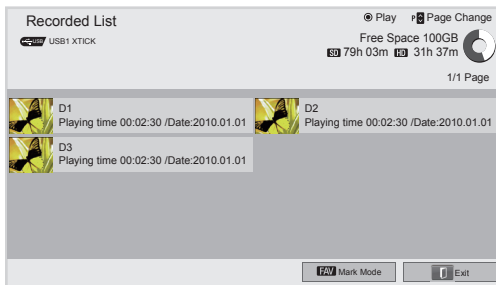 Recorded List
◉ Play P Page Change
USB USB1 XTICK
Free Space 100GB
SD 79h 03m HD 31h 37m
1/1 Page
D1
Playing time 00:02:30 /Date:2010.01.01
D2
Playing time 00:02:30 /Date:2010.01.01
D3
Playing time 00:02:30 /Date:2010.01.01
FAV Mark Mode
Exit